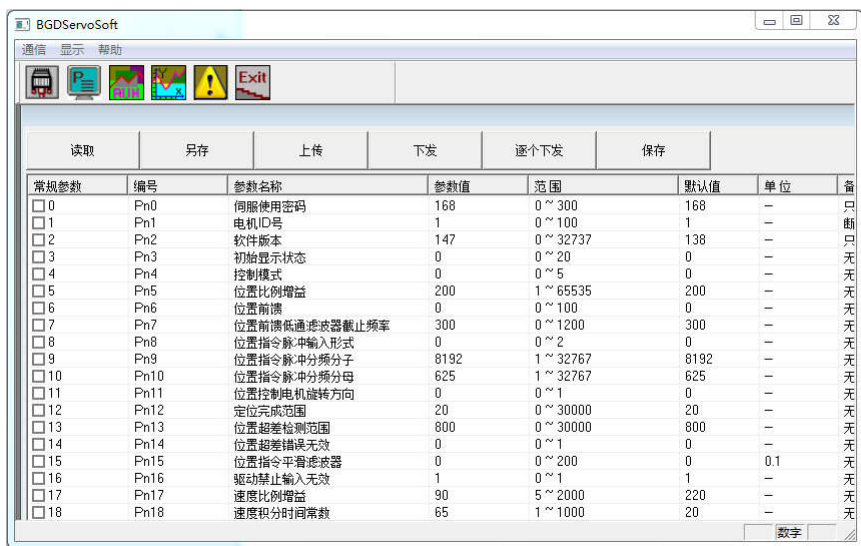 BGDServoSoft
通信 显示 帮助
P RUN Y X Exit
读取 另存 上传 下发 逐个下发 保存
常规参数 编号 参数名称 参数值 范围 默认值 单位 备
0 Pn0 伺服使用密码 168 0 ~ 300 168 — 只
1 Pn1 电机ID号 1 0 ~ 100 1 — 断
2 Pn2 软件版本 147 0 ~ 32737 138 — 只
3 Pn3 初始显示状态 0 0 ~ 20 0 — 无
4 Pn4 控制模式 0 0 ~ 5 0 — 无
5 Pn5 位置比例增益 200 1 ~ 65535 200 — 无
6 Pn6 位置前馈 0 0 ~ 100 0 — 无
7 Pn7 位置前馈低通滤波器截止频率 300 0 ~ 1200 300 — 无
8 Pn8 位置指令脉冲输入形式 0 0 ~ 2 0 — 无
9 Pn9 位置指令脉冲分频分子 8192 1 ~ 32767 8192 — 无
10 Pn10 位置指令脉冲分频分母 625 1 ~ 32767 625 — 无
11 Pn11 位置控制电机旋转方向 0 0 ~ 1 0 — 无
12 Pn12 定位完成范围 20 0 ~ 30000 20 — 无
13 Pn13 位置超差检测范围 800 0 ~ 30000 800 — 无
14 Pn14 位置超差错误无效 0 0 ~ 1 0 — 无
15 Pn15 位置指令平滑滤波器 0 0 ~ 200 0 0.1 无
16 Pn16 驱动禁止输入无效 1 0 ~ 1 1 — 无
17 Pn17 速度比例增益 90 5 ~ 2000 220 — 无
18 Pn18 速度积分时间常数 65 1 ~ 1000 20 — 无
数字